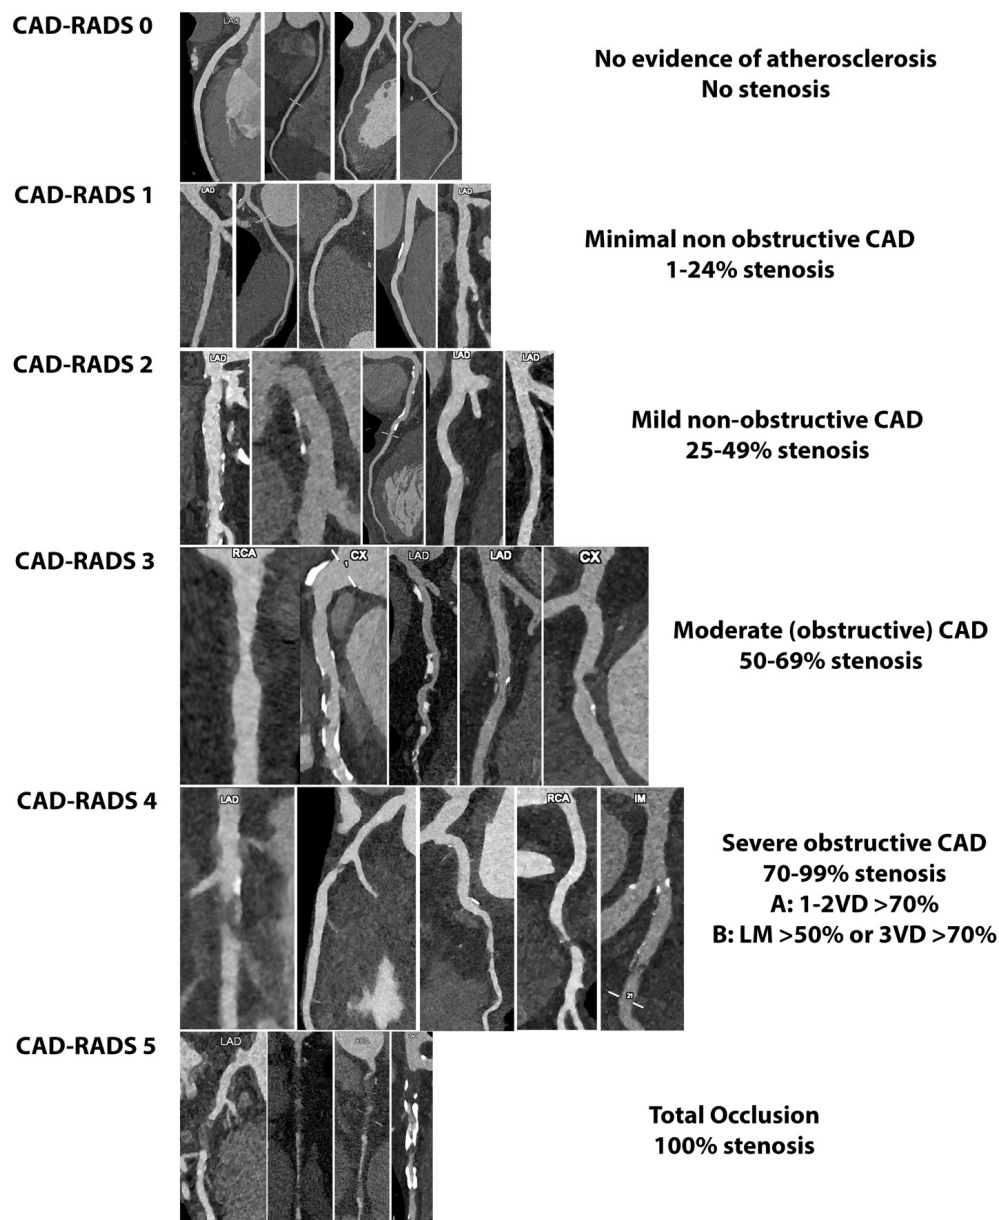 CAD-RADS 0
LAD
No evidence of atherosclerosis
No stenosis
CAD-RADS 1
LAD
LAD
Minimal non obstructive CAD
1-24% stenosis
CAD-RADS 2
LAD
LAD
LAD
Mild non-obstructive CAD
25-49% stenosis
CAD-RADS 3
RCA
1
CX
LAD
LAD
CX
Moderate (obstructive) CAD
50-69% stenosis
CAD-RADS 4
LAD
RCA
IM
21
Severe obstructive CAD
70-99% stenosis
A: 1-2VD >70%
B: LM >50% or 3VD >70%
CAD-RADS 5
LAD
Total Occlusion
100% stenosis